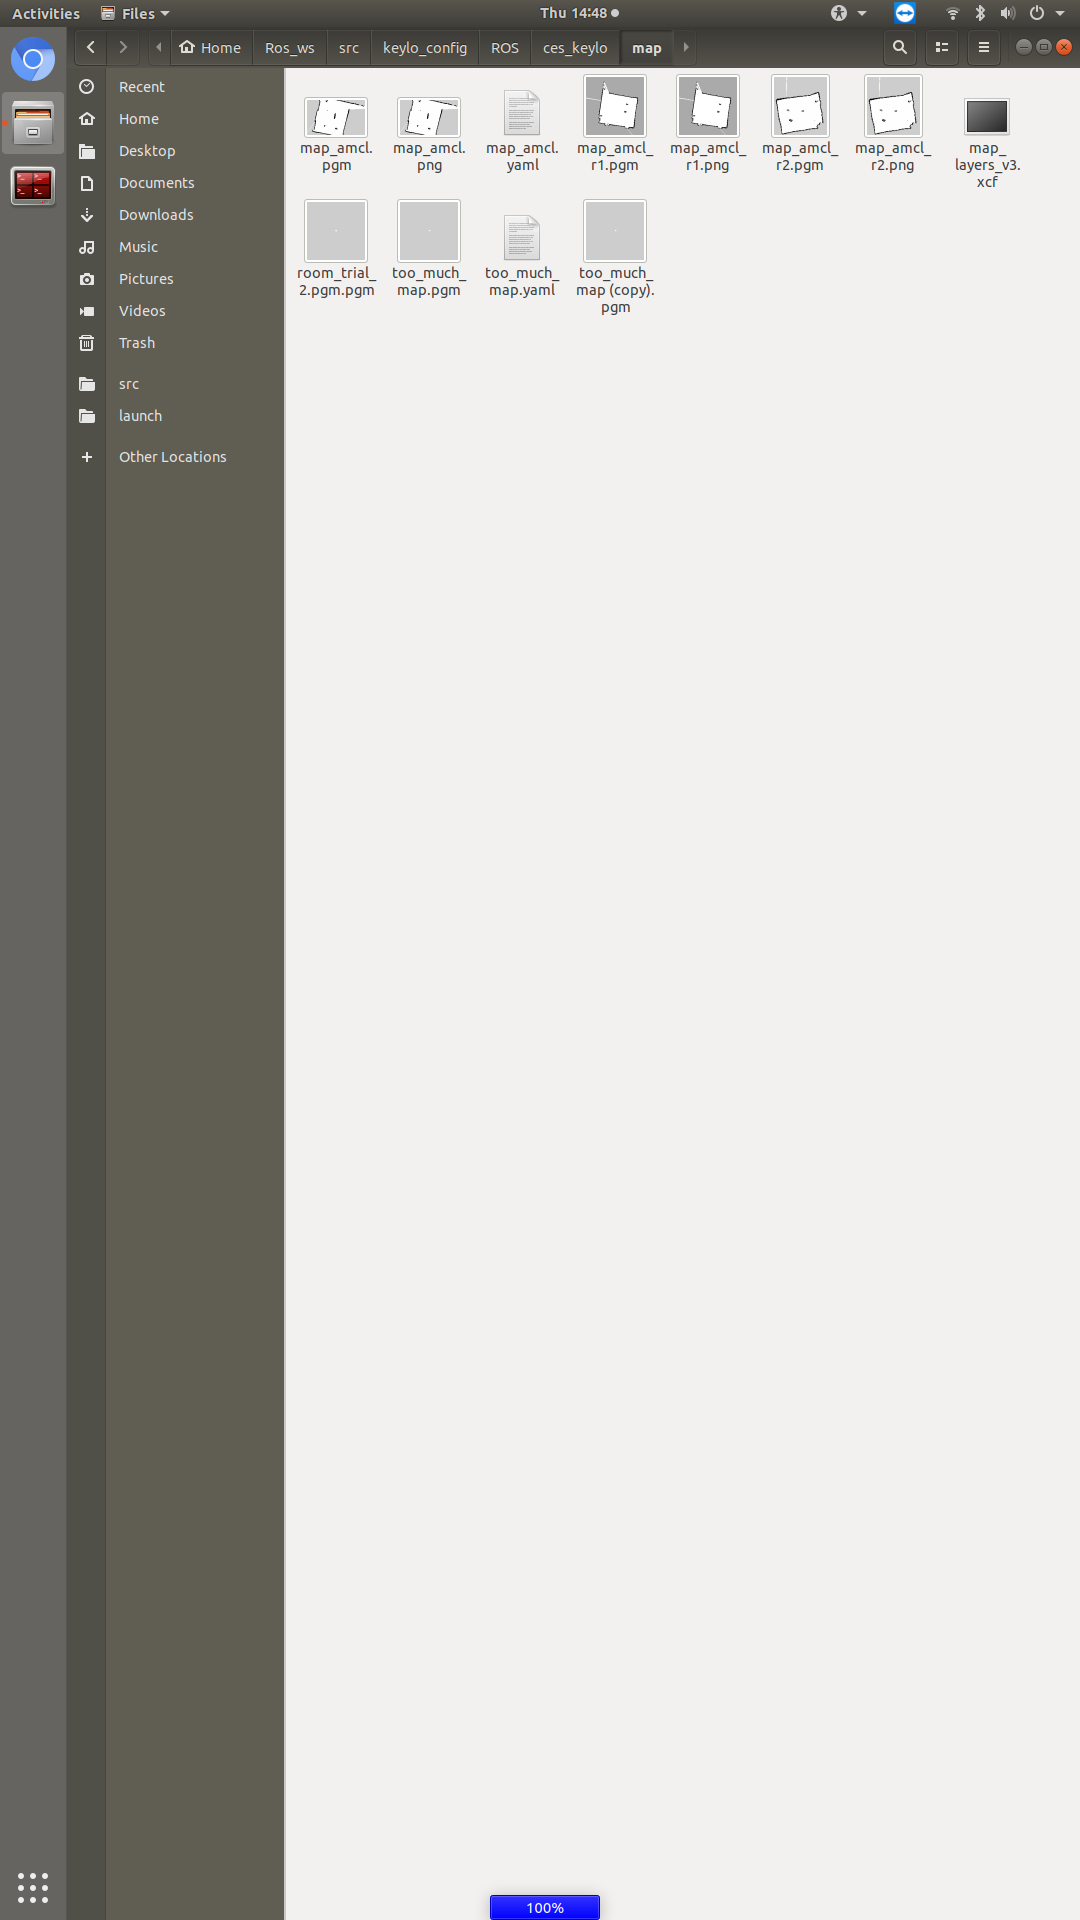 Activities Files Thu 14:48
Home Ros_ws src keylo_config ROS ces_keylo map
Recent
Home
Desktop
Documents
Downloads
Music
Pictures
Videos
Trash
src
launch
Other Locations
map_amcl. map_amcl. map_amcl. map_amcl_ map_amcl_ map_amcl_ map_amcl_ map_
pgm png yaml r1.pgm r1.png r2.pgm r2.png layers_v3.
xcf
room_trial_ too_much_ too_much_ too_much_
2.pgm.pgm map.pgm map.yaml map (copy).
pgm
100%